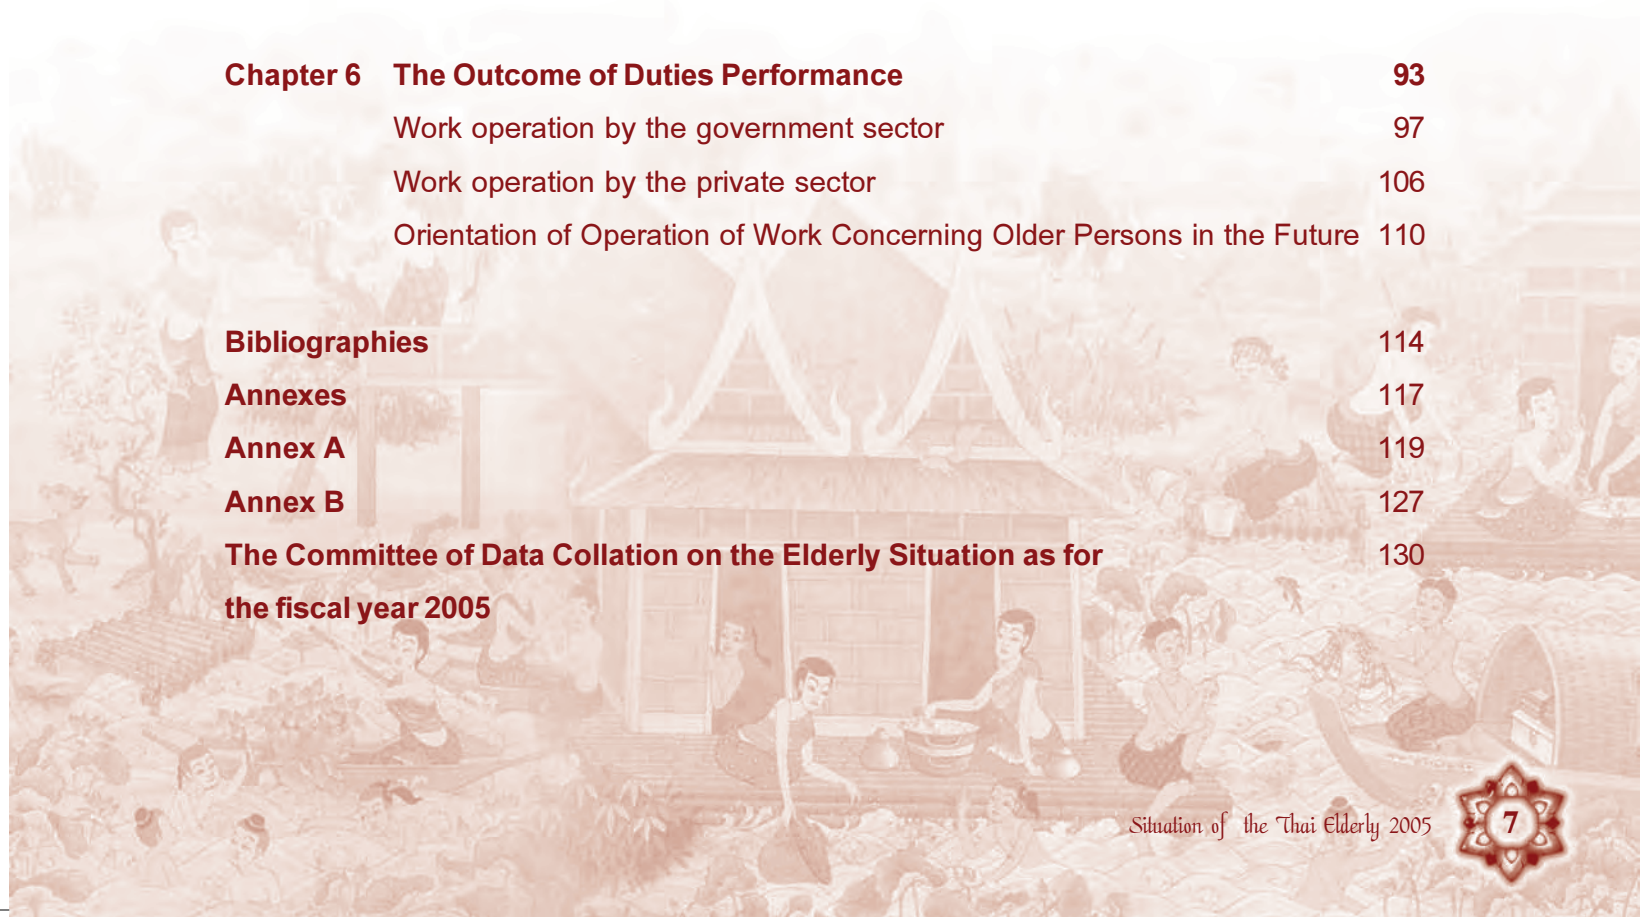 Chapter 6 The Outcome of Duties Performance 93
Work operation by the government sector 97
Work operation by the private sector 106
Orientation of Operation of Work Concerning Older Persons in the Future 110
Bibliographies 114
Annexes 117
Annex A 119
Annex B 127
The Committee of Data Collation on the Elderly Situation as for 130
the fiscal year 2005
Situation of the Thai Elderly 2005 7